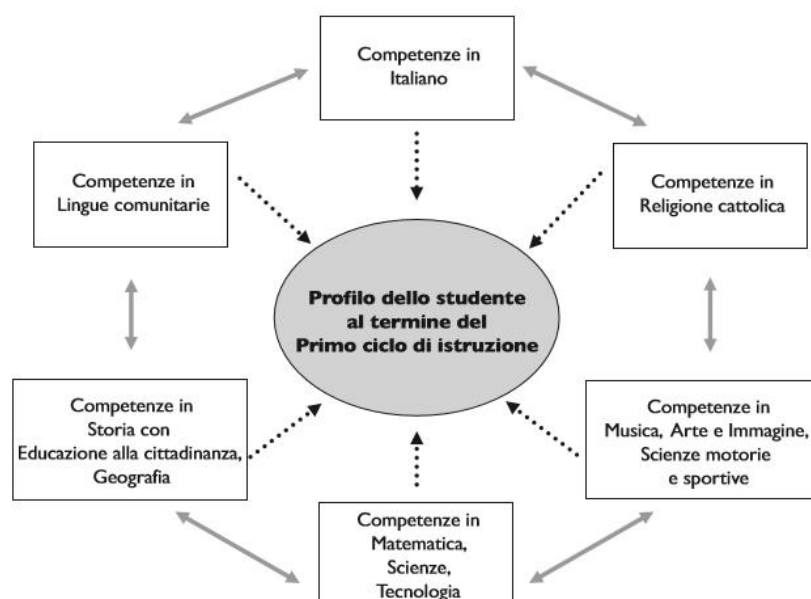 Competenze in
Italiano
Competenze in
Lingue comunitarie
Competenze in
Religione cattolica
Profilo dello studente
al termine del
Primo ciclo di istruzione
Competenze in
Storia con
Educazione alla cittadinanza,
Geografia
Competenze in
Musica, Arte e Immagine,
Scienze motorie
e sportive
Competenze in
Matematica,
Scienze,
Tecnologia